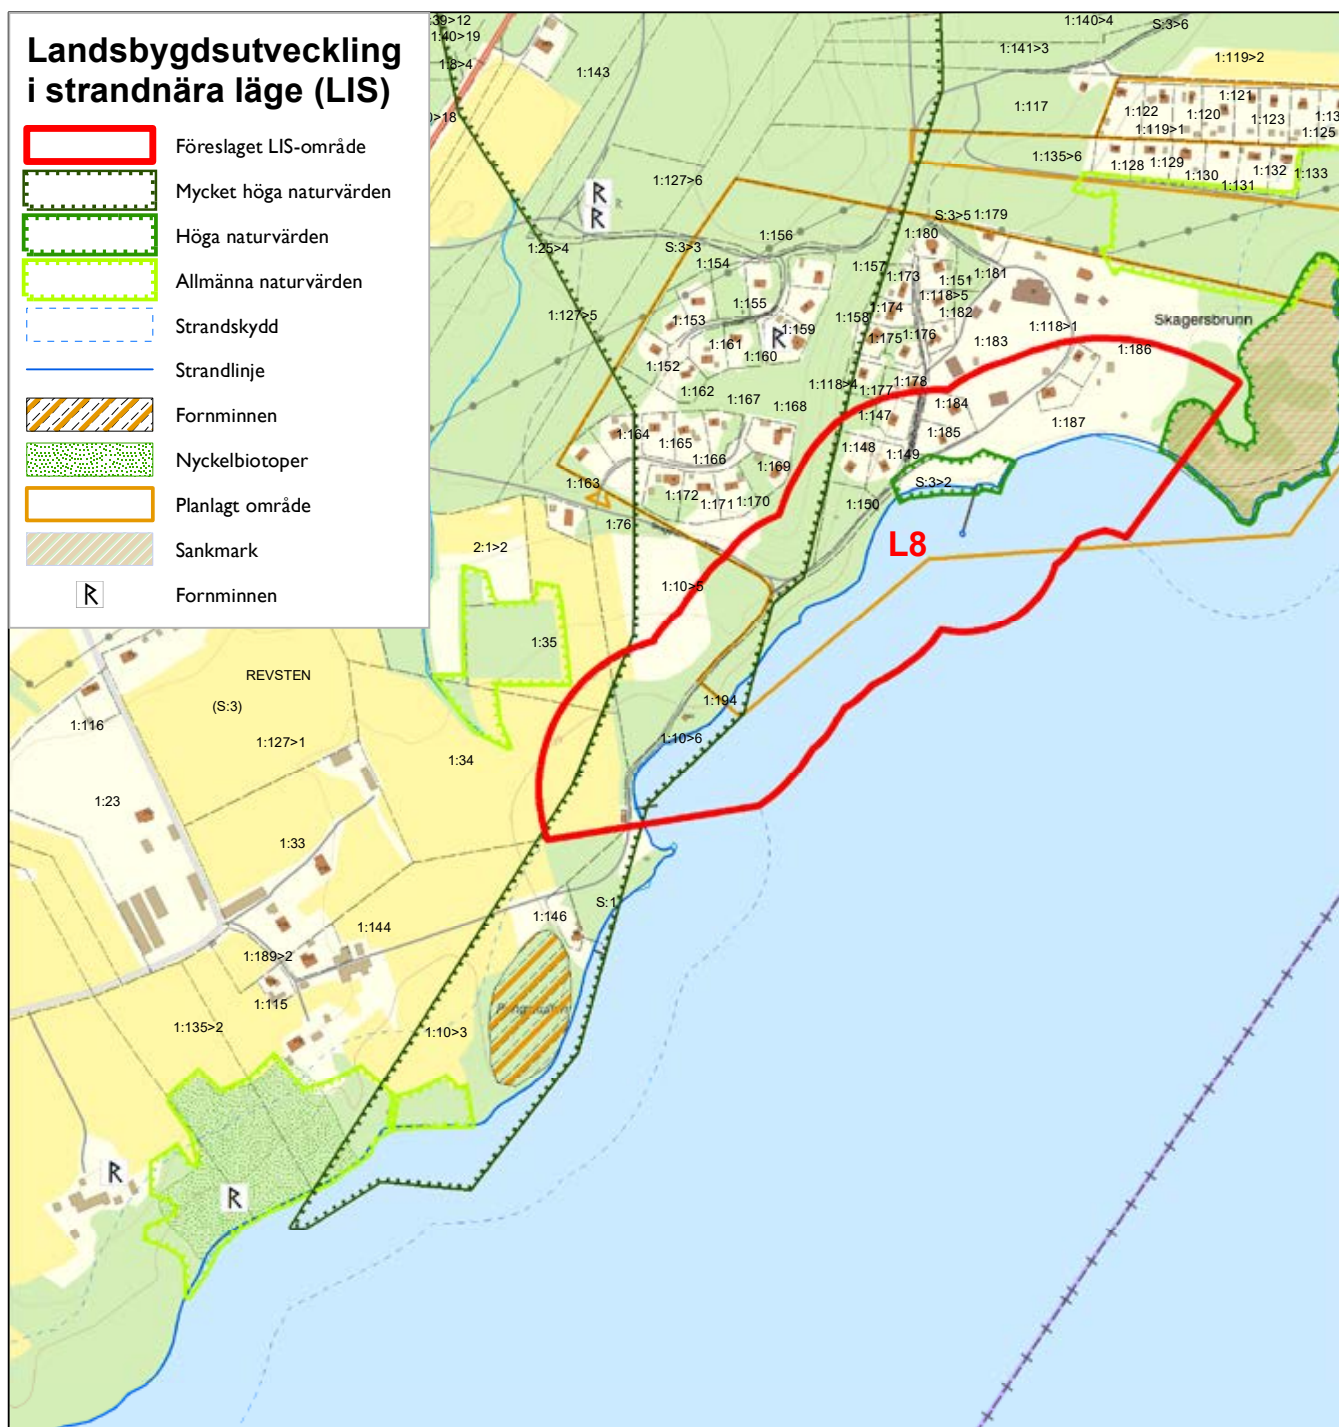 Landsbygdsutveckling
i strandnära läge (LIS)
Föreslaget LIS-område
Mycket höga naturvärden
Höga naturvärden
Allmänna naturvärden
Strandskydd
Strandlinje
Fornminnen
Nyckelbiotoper
Planlagt område
Sankmark
R
Fornminnen
:39>12
1:40>19
1:8>4
1:143
1:140>4
S:3>6
1:141>3
1:119>2
1:117
1:122
1:120
1:121
1:123
1:119>1
1:125
1:135>6
1:128
1:129
1:130
1:131
1:132
1:133
1:127>6
R
R
R
1:25>4
S:3>3
1:156
1:154
S:3>5
1:179
1:180
1:157
1:173
1:151
1:181
1:118>5
1:155
1:153
1:127>5
1:159
R
1:158
1:174
1:182
1:161
1:160
1:175
1:176
1:183
1:118>1
Skagersbrunn
1:186
1:152
1:162
1:167
1:168
1:118>4
1:177
1:178
1:147
1:184
1:185
1:187
1:164
1:165
1:166
1:148
1:149
1:169
1:163
1:172
1:171
1:170
1:150
S:3>2
L8
1:76
2:1>2
1:10>5
1:35
REVSTEN
(S:3)
1:194
1:116
1:127>1
1:10>6
1:34
1:23
1:33
S:1
1:146
1:144
1:189>2
1:115
1:135>2
1:10>3
R
R